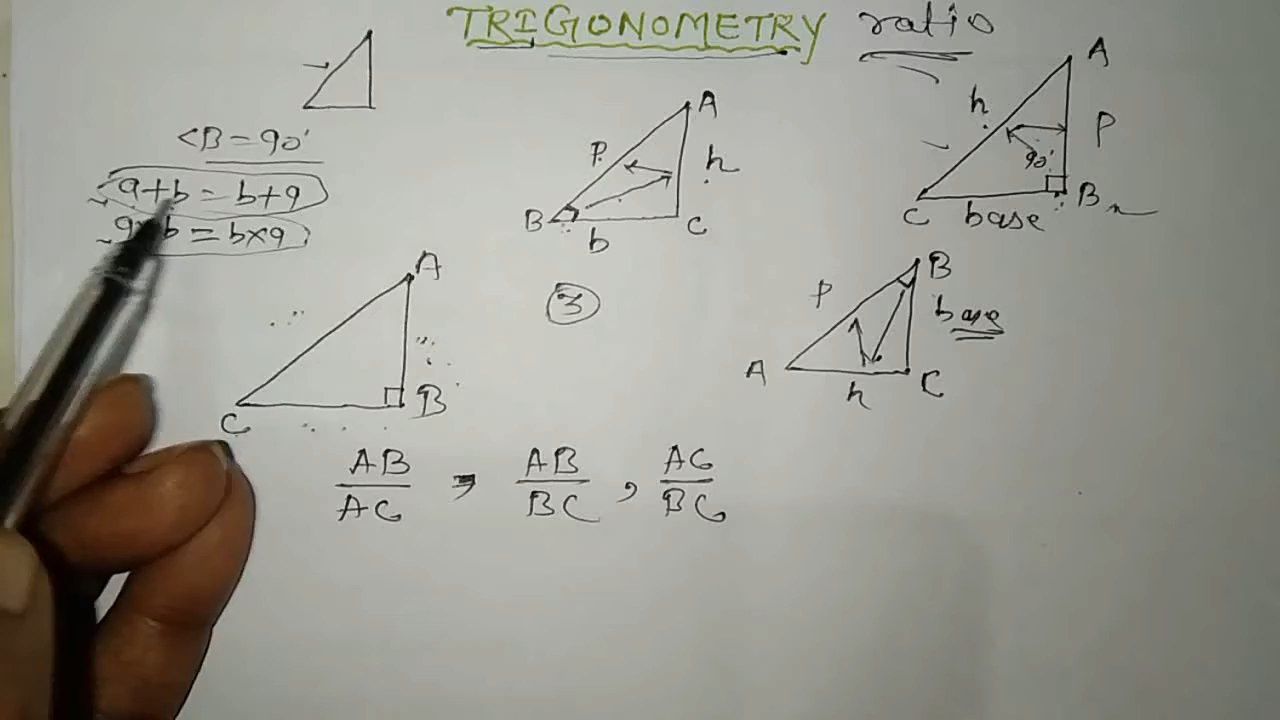 TRIGONOMETRY ratio
<B = 90°
a+b = b+a
a×b = b×a
A
P
h
B
b
C
A
h
P
90°
C
base
B
A
C
B
3
B
P
base
A
h
C
AB/AC , AB/BC , AC/BC